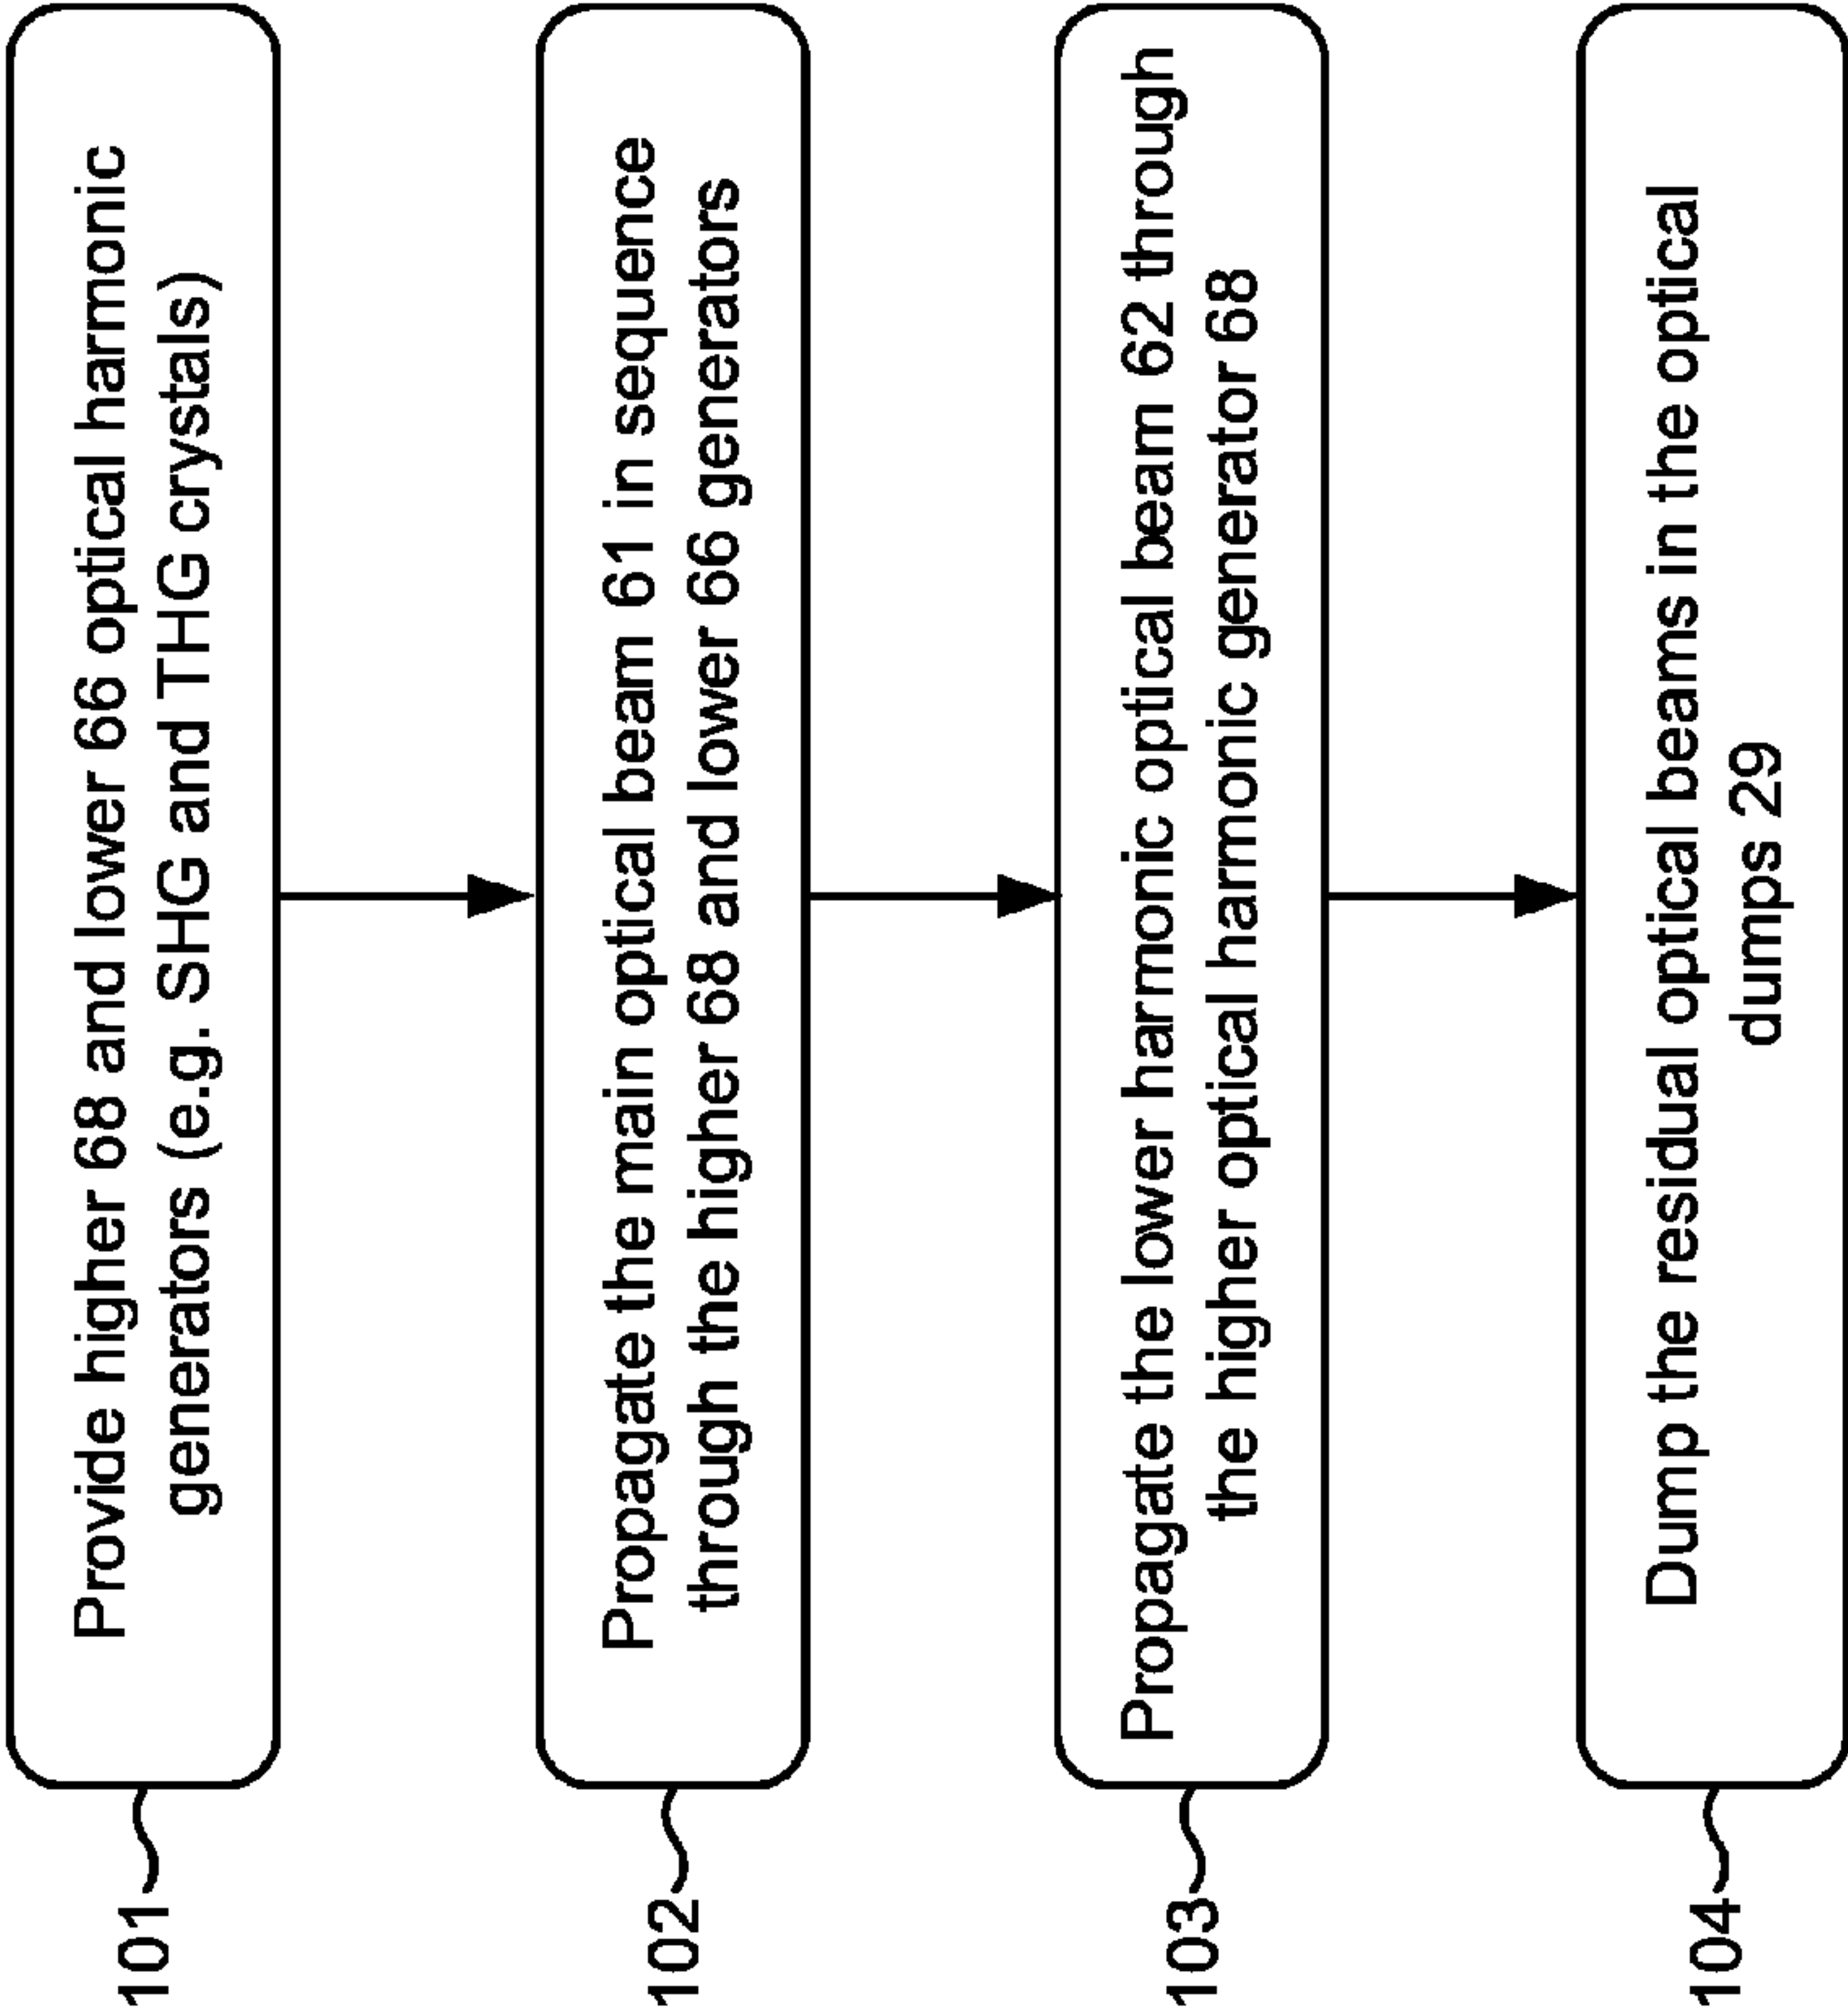 101
Provide higher 68 and lower 66 optical harmonic
generators (e.g. SHG and THG crystals)
102
Propagate the main optical beam 61 in sequence
through the higher 68 and lower 66 generators
103
Propagate the lower harmonic optical beam 62 through
the higher optical harmonic generator 68
104
Dump the residual optical beams in the optical
dumps 29